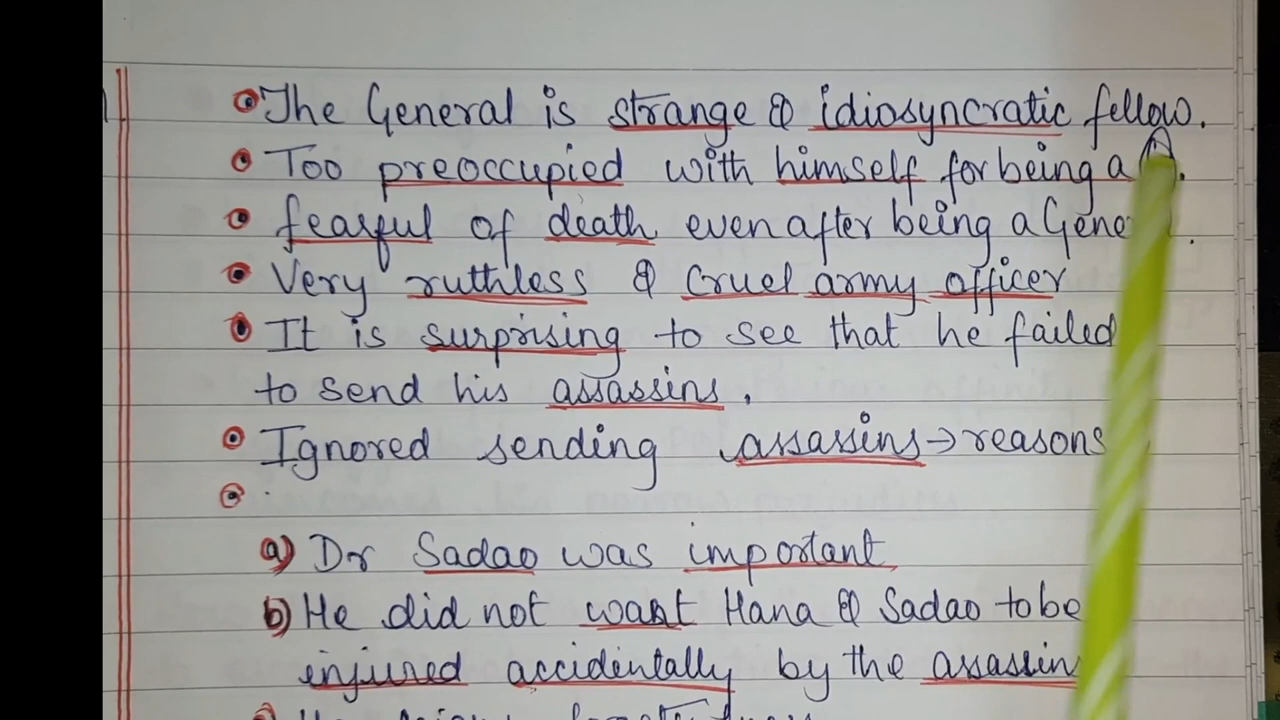 The General is strange & idiosyncratic fellow.
Too preoccupied with himself for being a
fearful of death even after being a
Very ruthless & Cruel army officer
It is surprising to see that he failed
to send his assassins.
Ignored sending assassins → reasons
a) Dr Sadao was important
b) He did not want Hana & Sadao to be
injured accidentally by the